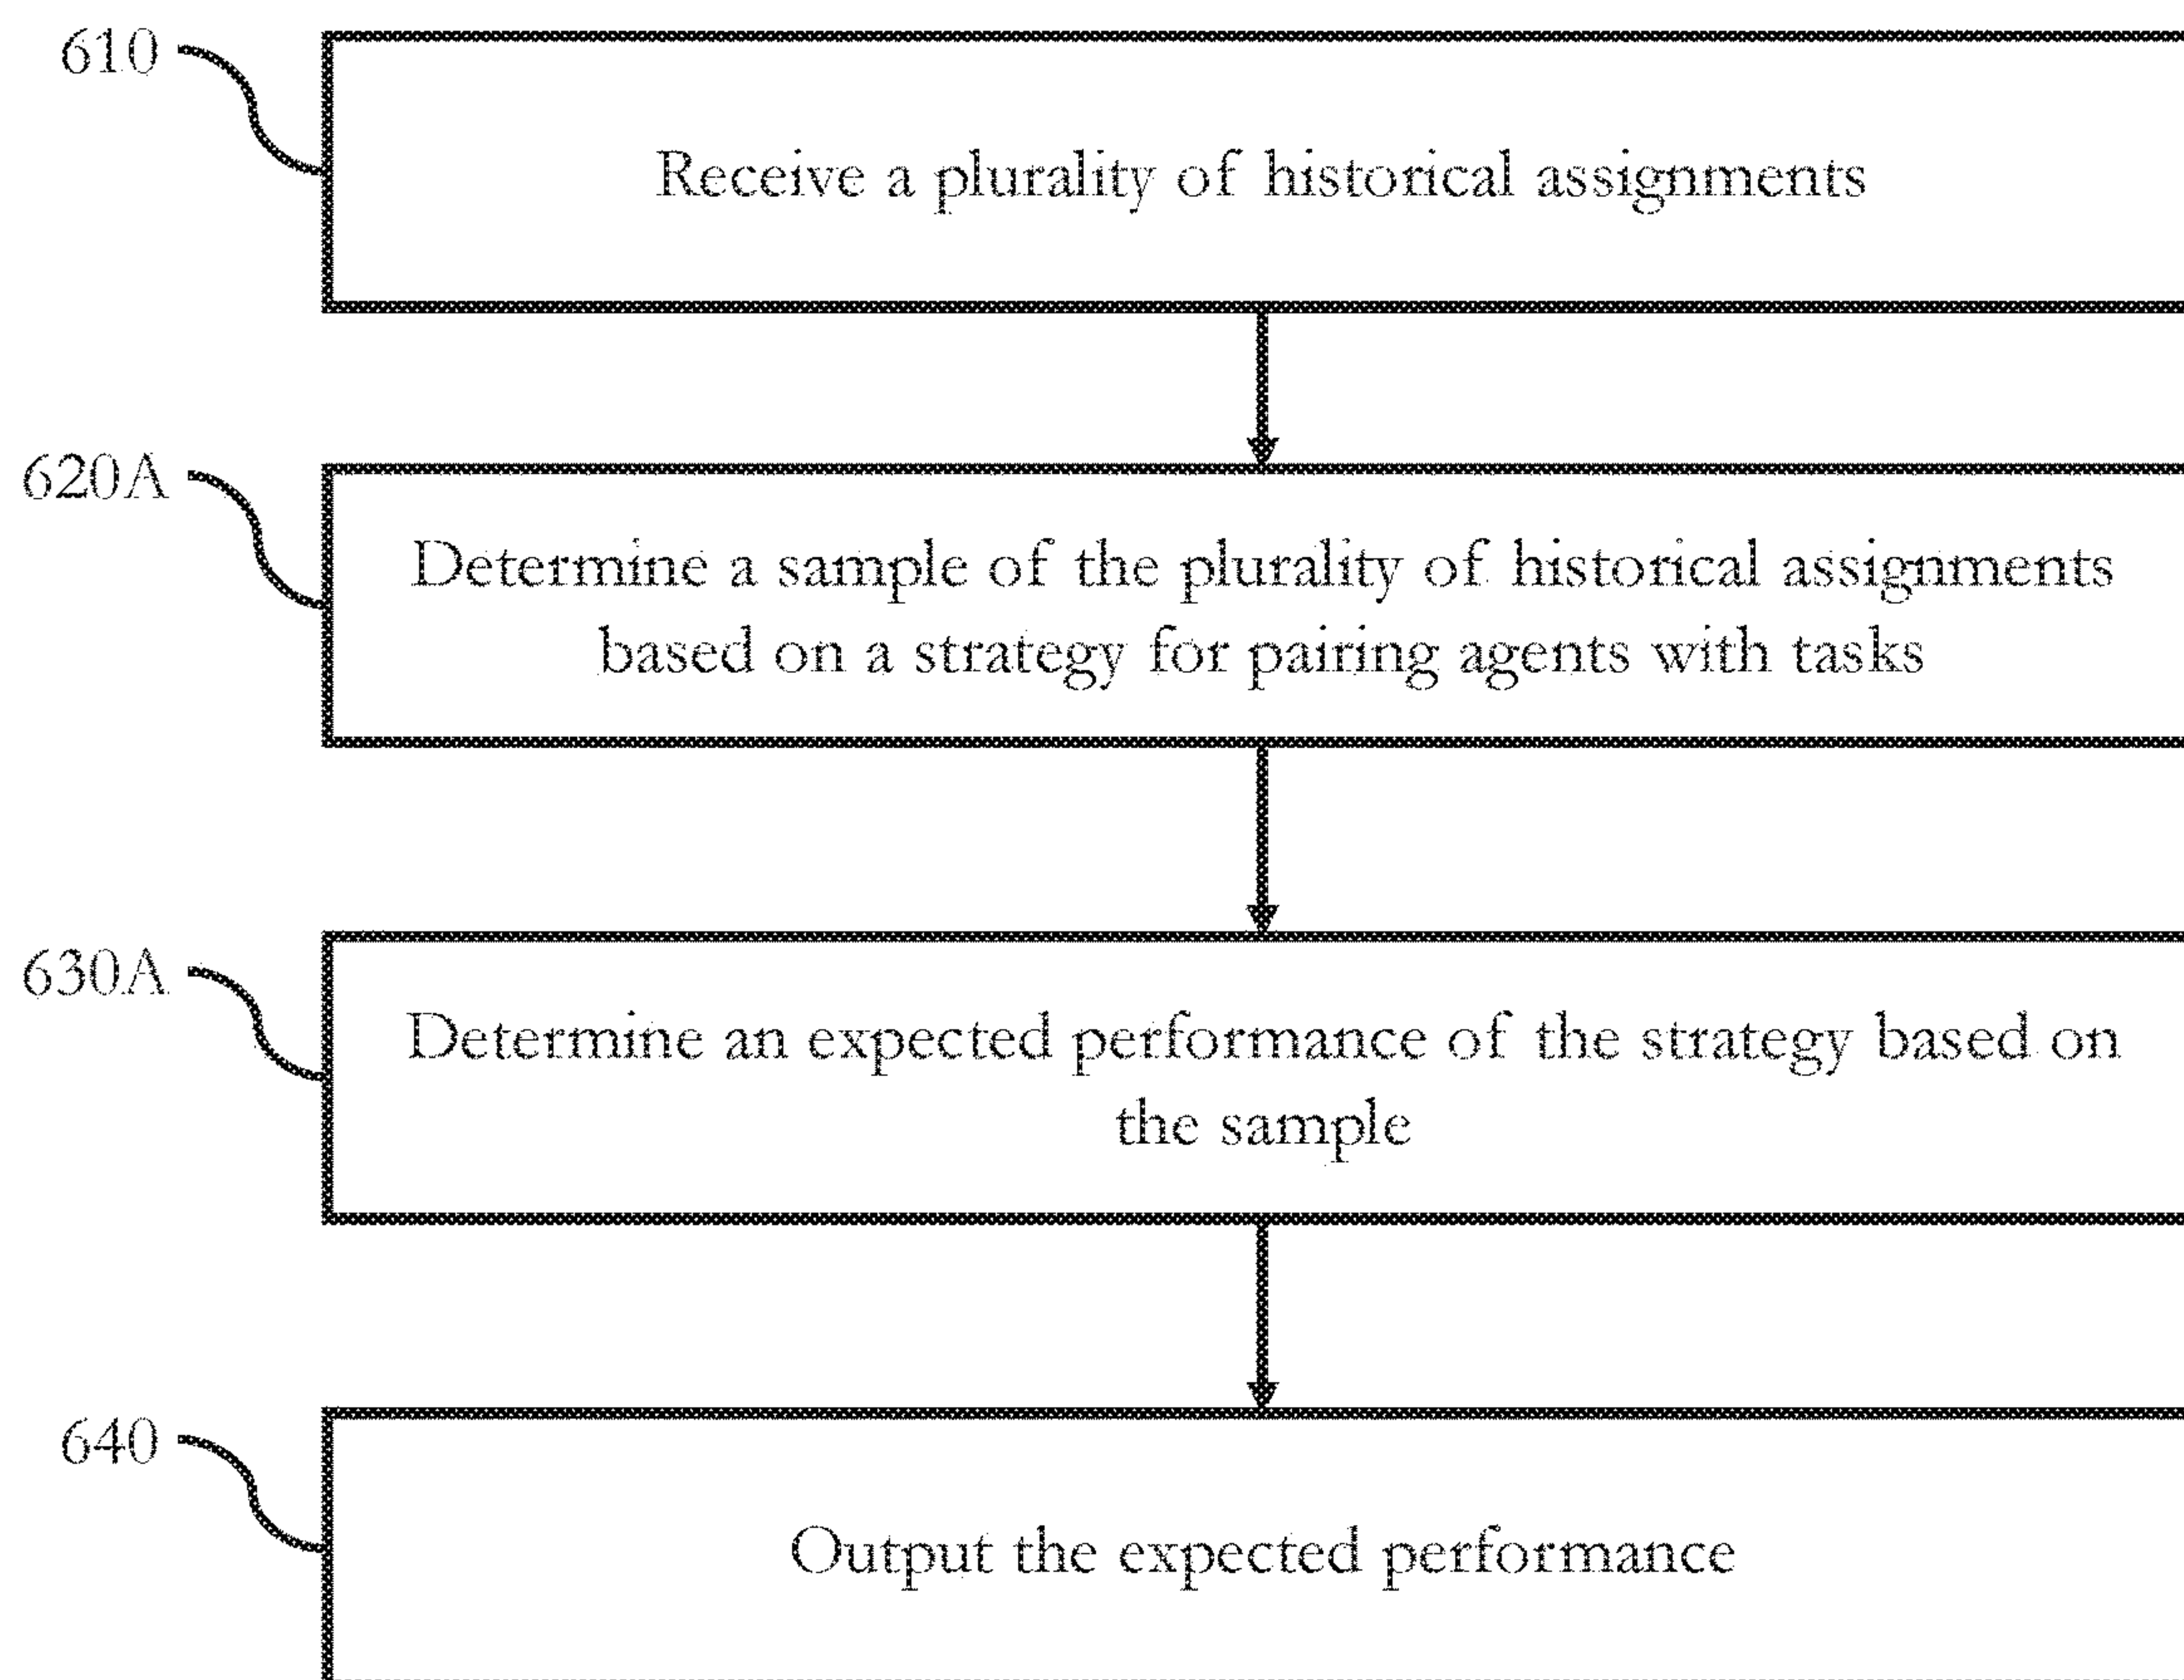 610
Receive a plurality of historical assignments
620A
Determine a sample of the plurality of historical assignments
based on a strategy for pairing agents with tasks
630A
Determine an expected performance of the strategy based on
the sample
640
Output the expected performance